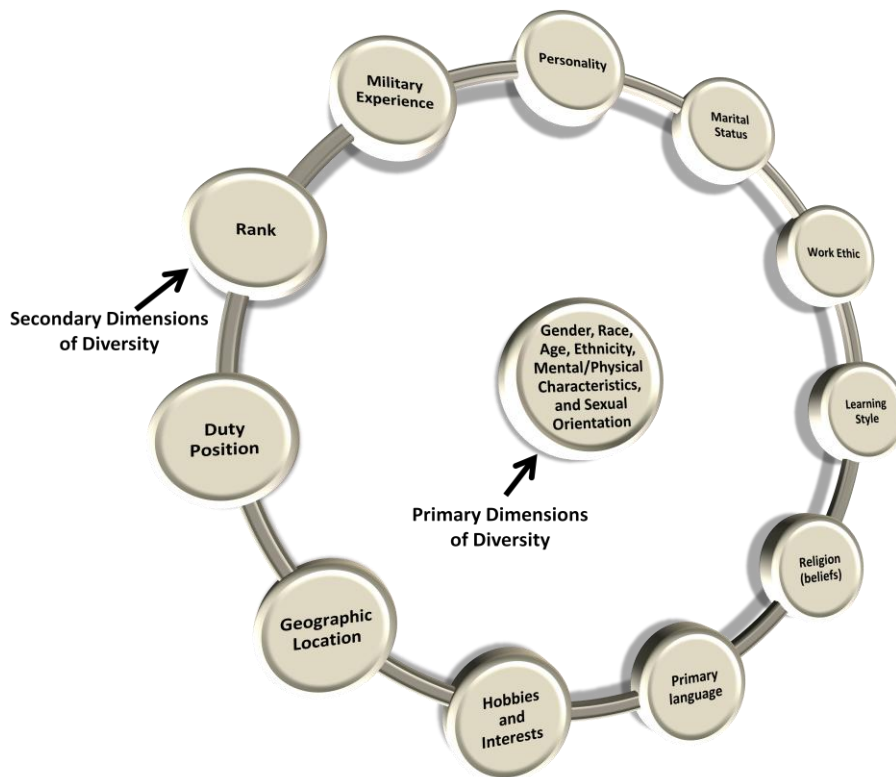 Personality
Military
Experience
Marital
Status
Rank
Work Ethic
Secondary Dimensions
of Diversity
Gender, Race,
Age, Ethnicity,
Mental/Physical
Characteristics,
and Sexual
Orientation
Learning
Style
Duty
Position
Primary Dimensions
of Diversity
Religion
(beliefs)
Geographic
Location
Primary
language
Hobbies
and
Interests